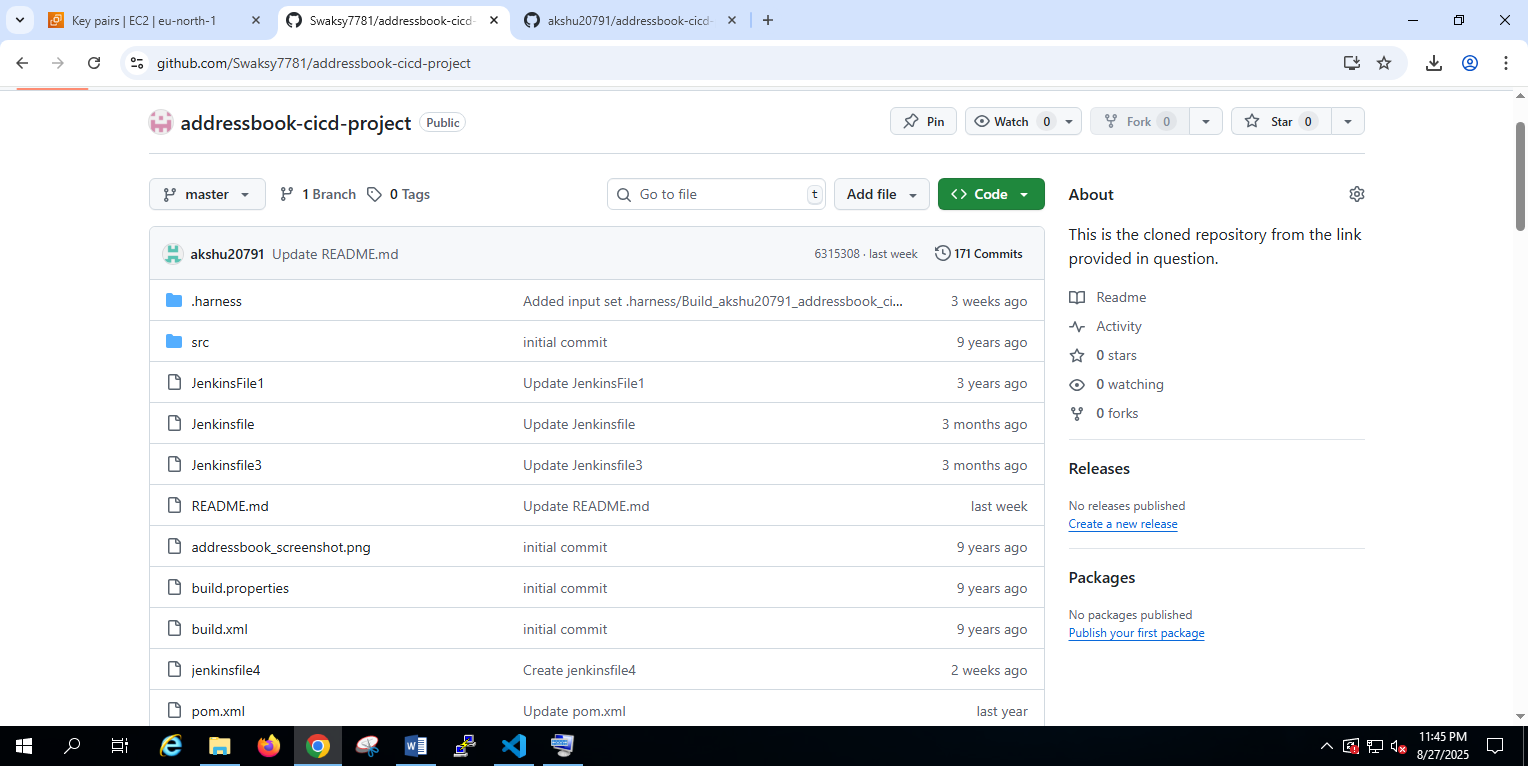 Key pairs | EC2 | eu-north-1
Swaksy7781/addressbook-cicd-
akshu20791/addressbook-cicd-
github.com/Swaksy7781/addressbook-cicd-project
addressbook-cicd-project Public
Pin
Watch 0
Fork 0
Star 0
master
1 Branch
0 Tags
Go to file t
Add file
<> Code
akshu20791 Update README.md 6315308 · last week 171 Commits
.harness Added input set .harness/Build_akshu20791_addressbook_ci... 3 weeks ago
src initial commit 9 years ago
JenkinsFile1 Update JenkinsFile1 3 years ago
Jenkinsfile Update Jenkinsfile 3 months ago
Jenkinsfile3 Update Jenkinsfile3 3 months ago
README.md Update README.md last week
addressbook_screenshot.png initial commit 9 years ago
build.properties initial commit 9 years ago
build.xml initial commit 9 years ago
jenkinsfile4 Create jenkinsfile4 2 weeks ago
pom.xml Update pom.xml last year
About
This is the cloned repository from the link
provided in question.
Readme
Activity
0 stars
0 watching
0 forks
Releases
No releases published
Create a new release
Packages
No packages published
Publish your first package
11:45 PM
8/27/2025